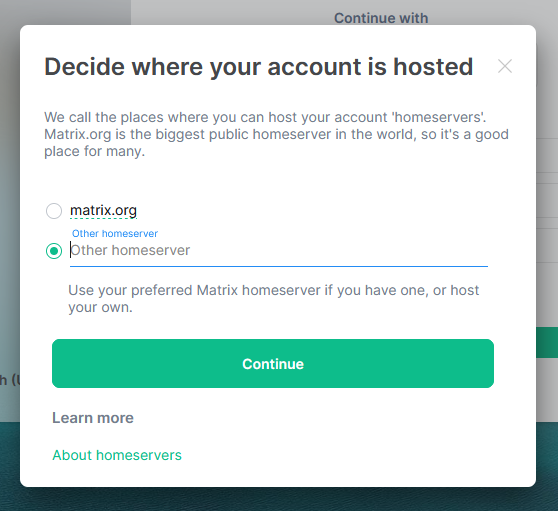 Continue with
Decide where your account is hosted
We call the places where you can host your account 'homeservers'.
Matrix.org is the biggest public homeserver in the world, so it's a good
place for many.
matrix.org
Other homeserver
Other homeserver
Use your preferred Matrix homeserver if you have one, or host
your own.
h (U
Continue
Learn more
About homeservers